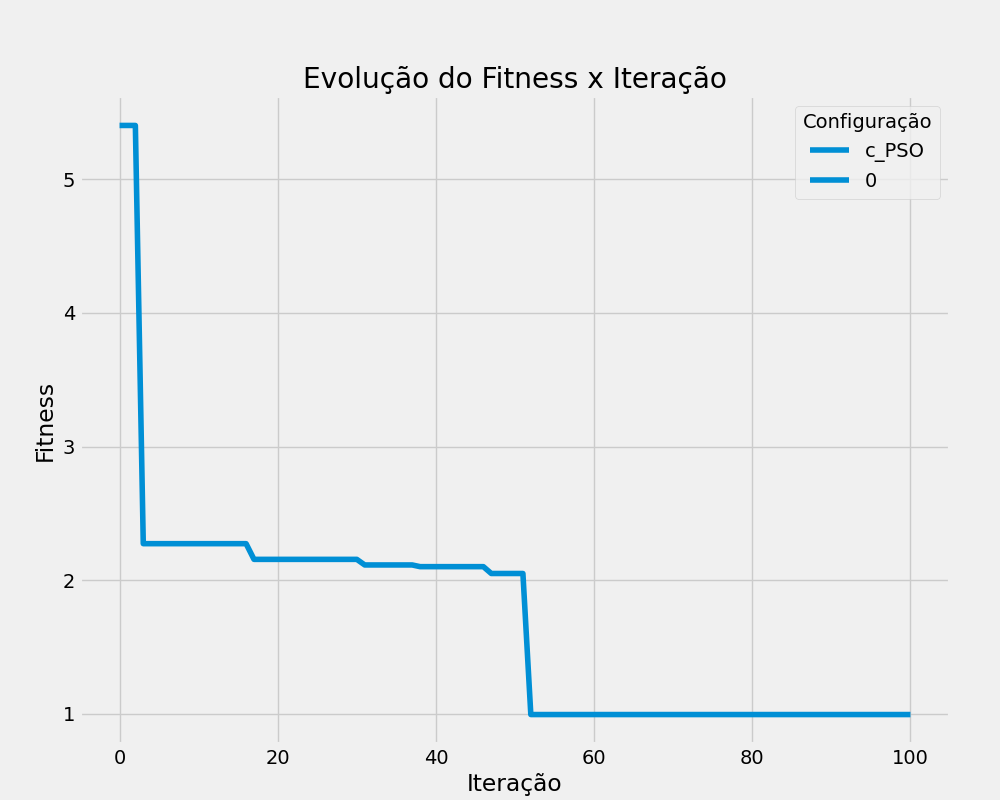 Evolução do Fitness x Iteração
Configuração
c_PSO
0
Fitness
5
4
3
2
1
0 20 40 60 80 100
Iteração